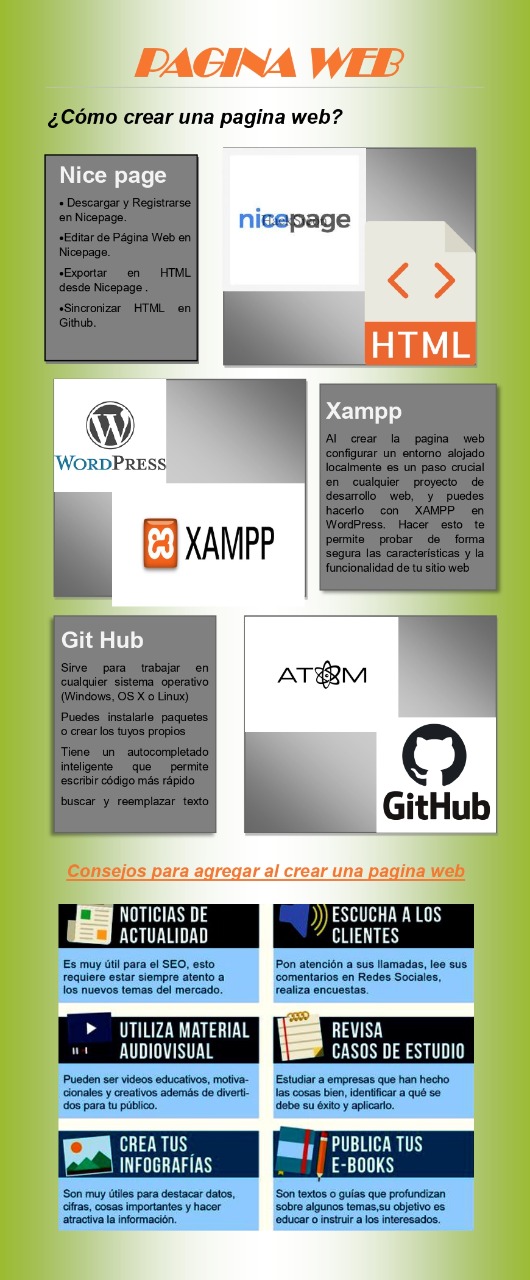 PAGINA WEB
¿Cómo crear una pagina web?
Nice page
• Descargar y Registrarse
en Nicepage.
•Editar de Página Web en
Nicepage.
•Exportar en HTML
desde Nicepage .
•Sincronizar HTML en
Github.
nicepage
HTML
WORDPRESS
XAMPP
Xampp
Al crear la pagina web
configurar un entorno alojado
localmente es un paso crucial
en cualquier proyecto de
desarrollo web, y puedes
hacerlo con XAMPP en
WordPress. Hacer esto te
permite probar de forma
segura las características y la
funcionalidad de tu sitio web
Git Hub
Sirve para trabajar en
cualquier sistema operativo
(Windows, OS X o Linux)
Puedes instalarle paquetes
o crear los tuyos propios
Tiene un autocompletado
inteligente que permite
escribir código más rápido
buscar y reemplazar texto
ATOM
GitHub
Consejos para agregar al crear una pagina web
NOTICIAS DE
ACTUALIDAD
Es muy útil para el SEO, esto
requiere estar siempre atento a
los nuevos temas del mercado.
ESCUCHA A LOS
CLIENTES
Pon atención a sus llamadas, lee sus
comentarios en Redes Sociales,
realiza encuestas.
UTILIZA MATERIAL
AUDIOVISUAL
Pueden ser videos educativos, motiva-
cionales y creativos además de diverti-
dos para tu público.
REVISA
CASOS DE ESTUDIO
Estudiar a empresas que han hecho
las cosas bien, identificar a qué se
debe su éxito y aplicarlo.
CREA TUS
INFOGRAFÍAS
Son muy útiles para destacar datos,
cifras, cosas importantes y hacer
atractiva la información.
PUBLICA TUS
E-BOOKS
Son textos o guías que profundizan
sobre algunos temas,su objetivo es
educar o instruir a los interesados.